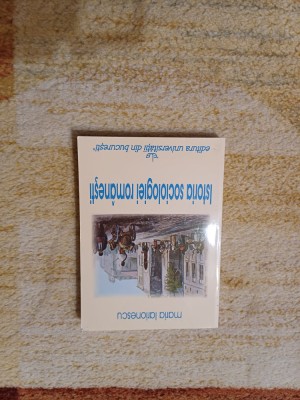 maria larionescu
Istoria sociologiei românești
editura universității din bucurești